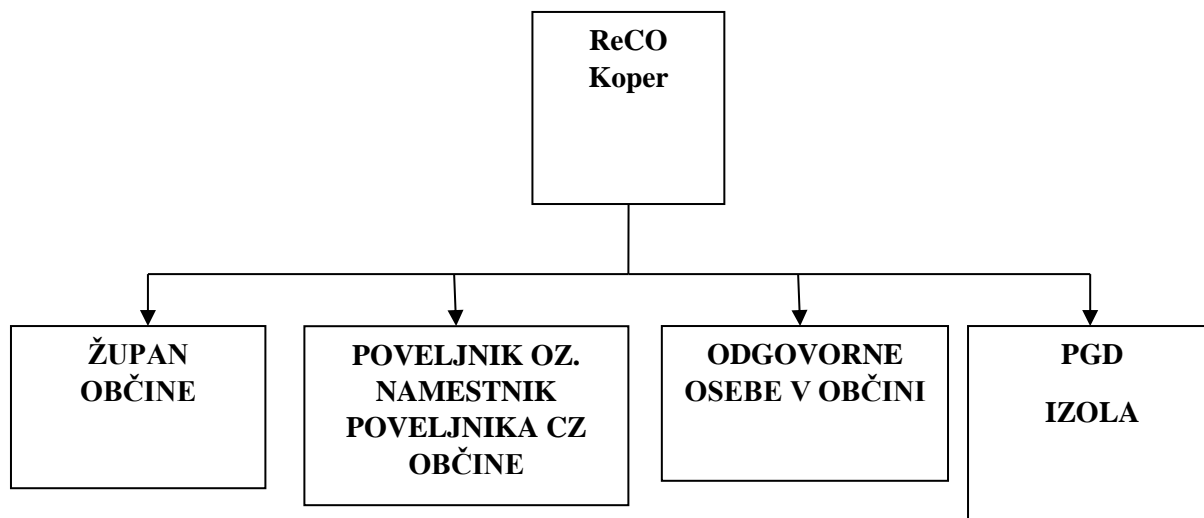 ReCO
Koper
ŽUPAN
OBČINE
POVELJNIK OZ.
NAMESTNIK
POVELJNIKA CZ
OBČINE
ODGOVORNE
OSEBE V OBČINI
PGD
IZOLA